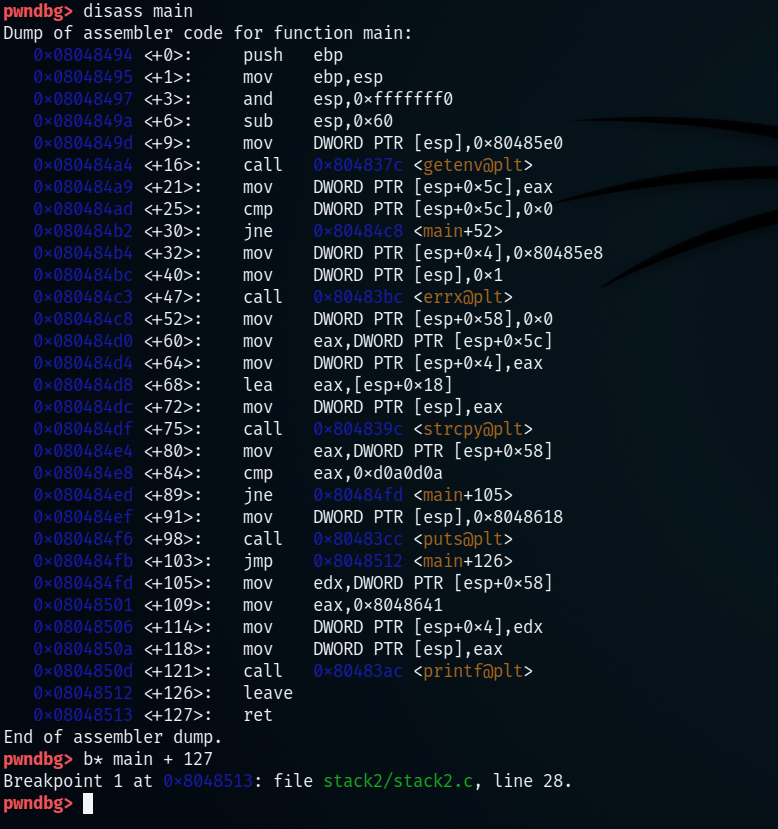 pwndbg> disass main
Dump of assembler code for function main:
0x08048494 <+0>: push ebp
0x08048495 <+1>: mov ebp,esp
0x08048497 <+3>: and esp,0xfffffff0
0x0804849a <+6>: sub esp,0x60
0x0804849d <+9>: mov DWORD PTR [esp],0x80485e0
0x080484a4 <+16>: call 0x804837c <getenv@plt>
0x080484a9 <+21>: mov DWORD PTR [esp+0x5c],eax
0x080484ad <+25>: cmp DWORD PTR [esp+0x5c],0x0
0x080484b2 <+30>: jne 0x80484c8 <main+52>
0x080484b4 <+32>: mov DWORD PTR [esp+0x4],0x80485e8
0x080484bc <+40>: mov DWORD PTR [esp],0x1
0x080484c3 <+47>: call 0x80483bc <errx@plt>
0x080484c8 <+52>: mov DWORD PTR [esp+0x58],0x0
0x080484d0 <+60>: mov eax,DWORD PTR [esp+0x5c]
0x080484d4 <+64>: mov DWORD PTR [esp+0x4],eax
0x080484d8 <+68>: lea eax,[esp+0x18]
0x080484dc <+72>: mov DWORD PTR [esp],eax
0x080484df <+75>: call 0x804839c <strcpy@plt>
0x080484e4 <+80>: mov eax,DWORD PTR [esp+0x58]
0x080484e8 <+84>: cmp eax,0xd0a0d0a
0x080484ed <+89>: jne 0x80484fd <main+105>
0x080484ef <+91>: mov DWORD PTR [esp],0x8048618
0x080484f6 <+98>: call 0x80483cc <puts@plt>
0x080484fb <+103>: jmp 0x8048512 <main+126>
0x080484fd <+105>: mov edx,DWORD PTR [esp+0x58]
0x08048501 <+109>: mov eax,0x8048641
0x08048506 <+114>: mov DWORD PTR [esp+0x4],edx
0x0804850a <+118>: mov DWORD PTR [esp],eax
0x0804850d <+121>: call 0x80483ac <printf@plt>
0x08048512 <+126>: leave
0x08048513 <+127>: ret
End of assembler dump.
pwndbg> b* main + 127
Breakpoint 1 at 0x8048513: file stack2/stack2.c, line 28.
pwndbg>